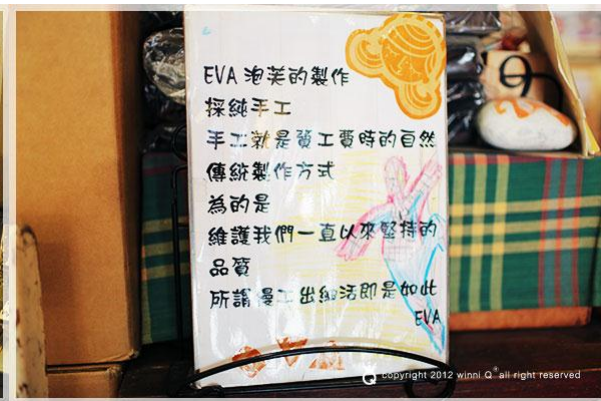 EVA 泡芙的製作
採純手工
手工就是質工費時的自然
傳統製作方式
為的是
維護我們一直以來堅持的
品質
所謂慢工出細活即是如此
EVA
9
copyright 2012 winni Q® all right reserved